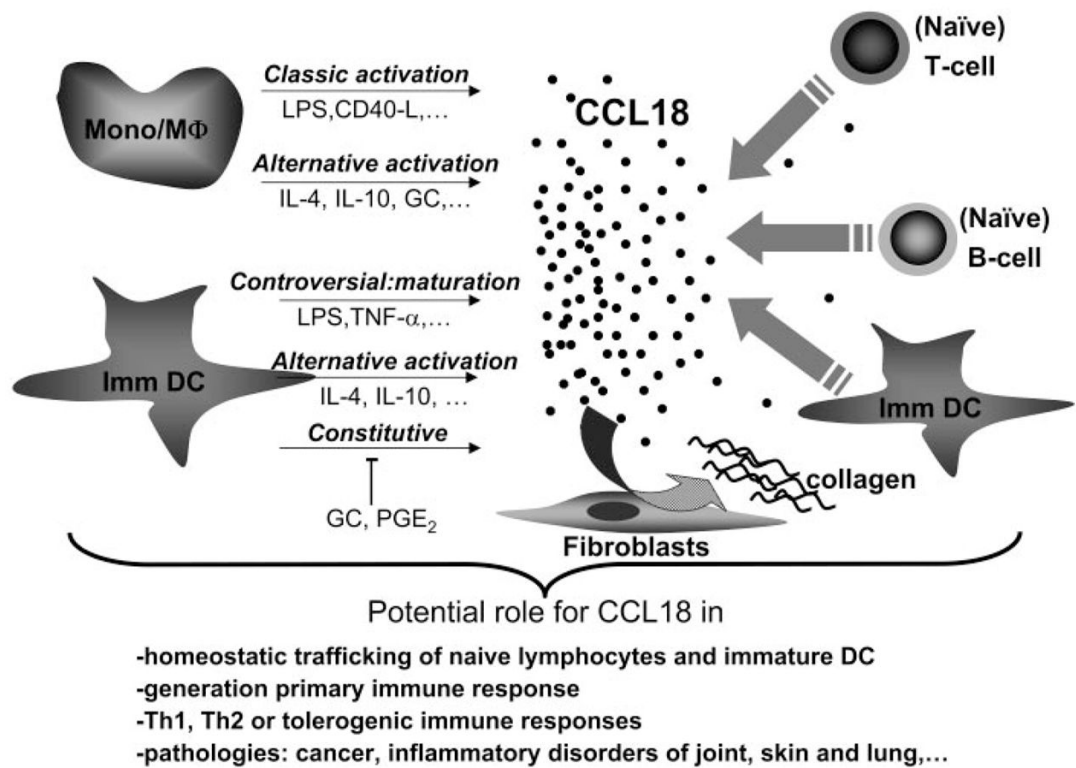 Mono/MΦ
Classic activation
LPS,CD40-L,...
Alternative activation
IL-4, IL-10, GC,...
Imm DC
Controversial:maturation
LPS,TNF-α,...
Alternative activation
IL-4, IL-10, ...
Constitutive
GC, PGE₂
CCL18
(Naïve)
T-cell
(Naïve)
B-cell
Imm DC
collagen
Fibroblasts
Potential role for CCL18 in
-homeostatic trafficking of naive lymphocytes and immature DC
-generation primary immune response
-Th1, Th2 or tolerogenic immune responses
-pathologies: cancer, inflammatory disorders of joint, skin and lung,...